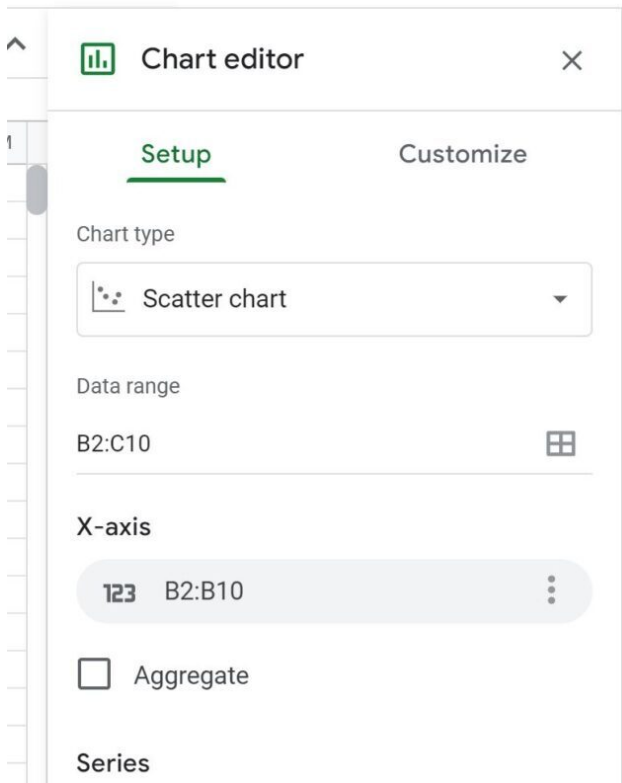 Chart editor
Setup Customize
Chart type
Scatter chart
Data range
B2:C10
X-axis
123 B2:B10
Aggregate
Series